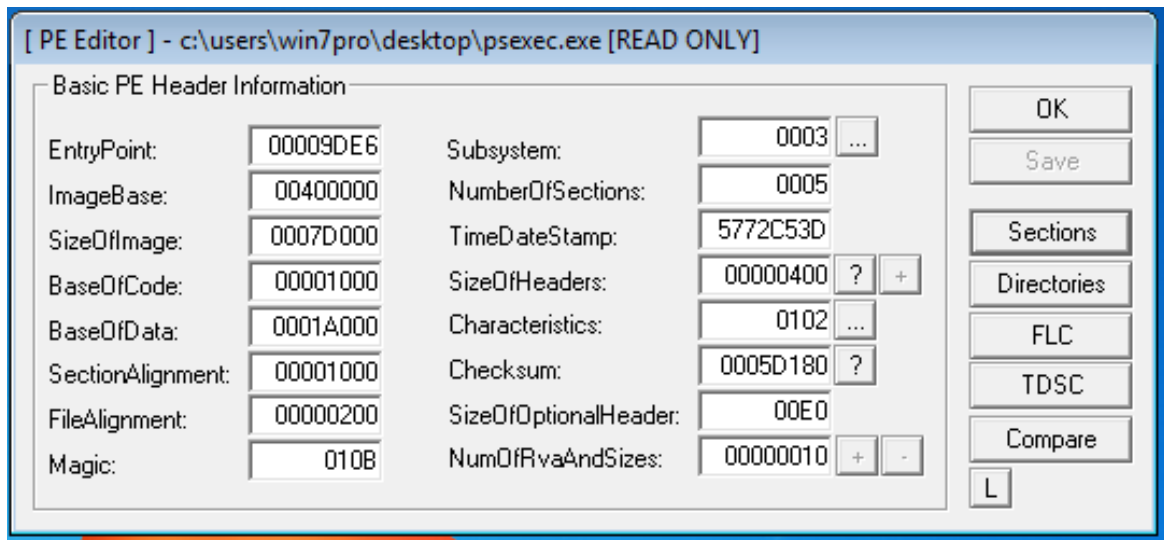 [ PE Editor ] - c:\users\win7pro\desktop\psexec.exe [READ ONLY]
Basic PE Header Information
EntryPoint: 00009DE6
ImageBase: 00400000
SizeOfImage: 0007D000
BaseOfCode: 00001000
BaseOfData: 0001A000
SectionAlignment: 00001000
FileAlignment: 00000200
Magic: 010B
Subsystem: 0003 ...
NumberOfSections: 0005
TimeDateStamp: 5772C53D
SizeOfHeaders: 00000400 ? +
Characteristics: 0102 ...
Checksum: 0005D180 ?
SizeOfOptionalHeader: 00E0
NumOfRvaAndSizes: 00000010 + -
OK
Save
Sections
Directories
FLC
TDSC
Compare
L